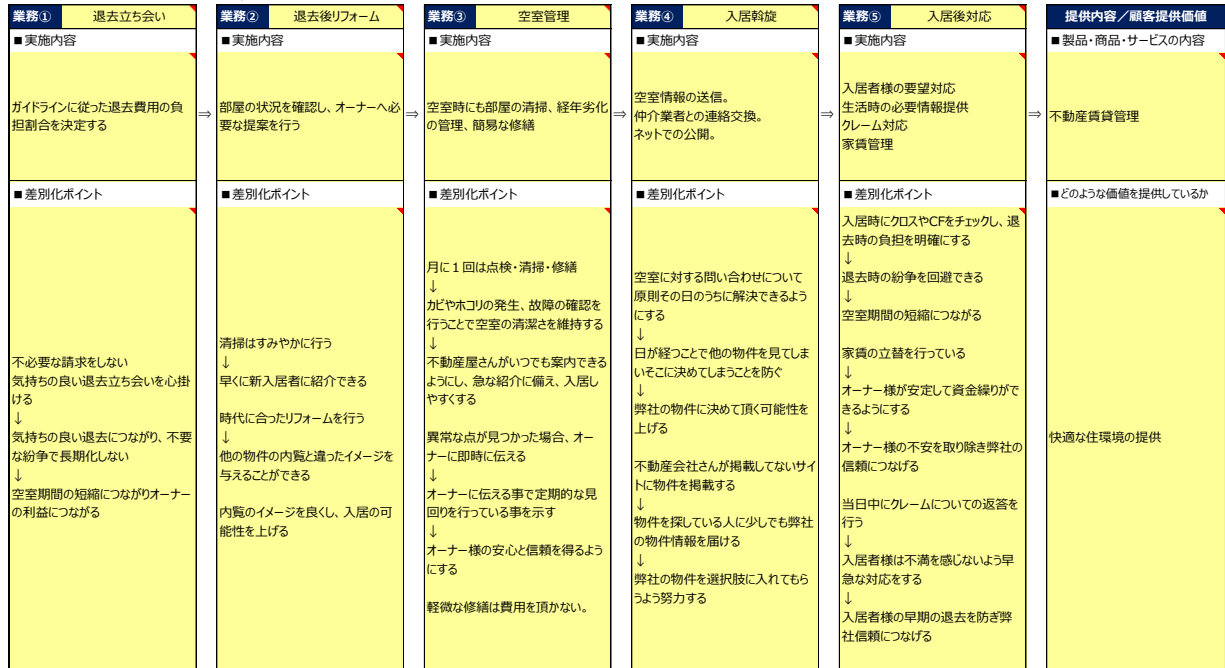 業務① 退去立ち会い
■実施内容
ガイドラインに従った退去費用の負
担割合を決定する
■差別化ポイント
不必要な請求をしない
気持ちの良い退去立ち会いを心掛
ける
↓
気持ちの良い退去につながり、不要
な紛争で長期化しない
↓
空室期間の短縮につながりオーナー
の利益につながる
⇒
業務② 退去後リフォーム
■実施内容
部屋の状況を確認し、オーナーへ必
要な提案を行う
■差別化ポイント
清掃はすみやかに行う
↓
早くに新入居者に紹介できる
時代に合ったリフォームを行う
↓
他の物件の内覧と違ったイメージを
与えることができる
内覧のイメージを良くし、入居の可
能性を上げる
⇒
業務③ 空室管理
■実施内容
空室時にも部屋の清掃、経年劣化
の管理、簡易な修繕
■差別化ポイント
月に１回は点検・清掃・修繕
↓
カビやホコリの発生、故障の確認を
行うことで空室の清潔さを維持する
↓
不動産屋さんがいつでも案内できる
ようにし、急な紹介に備え、入居し
やすくする
異常な点が見つかった場合、オー
ナーに即時に伝える
↓
オーナーに伝える事で定期的な見
回りを行っている事を示す
↓
オーナー様の安心と信頼を得るよう
にする
軽微な修繕は費用を頂かない。
⇒
業務④ 入居斡旋
■実施内容
空室情報の送信。
仲介業者との連絡交換。
ネットでの公開。
■差別化ポイント
空室に対する問い合わせについて
原則その日のうちに解決できるよう
にする
↓
日が経つことで他の物件を見てしま
いそこに決めてしまうことを防ぐ
↓
弊社の物件に決めて頂く可能性を
上げる
不動産会社さんが掲載してないサイ
トに物件を掲載する
↓
物件を探している人に少しでも弊社
の物件情報を届ける
↓
弊社の物件を選択肢に入れてもら
うよう努力する
⇒
業務⑤ 入居後対応
■実施内容
入居者様の要望対応
生活時の必要情報提供
クレーム対応
家賃管理
■差別化ポイント
入居時にクロスやCFをチェックし、退
去時の負担を明確にする
↓
退去時の紛争を回避できる
↓
空室期間の短縮につながる
家賃の立替を行っている
↓
オーナー様が安定して資金繰りがで
きるようにする
↓
オーナー様の不安を取り除き弊社の
信頼につなげる
当日中にクレームについての返答を
行う
↓
入居者様は不満を感じないよう早
急な対応をする
↓
入居者様の早期の退去を防ぎ弊
社信頼につなげる
⇒
提供内容／顧客提供価値
■製品・商品・サービスの内容
不動産賃貸管理
■どのような価値を提供しているか
快適な住環境の提供